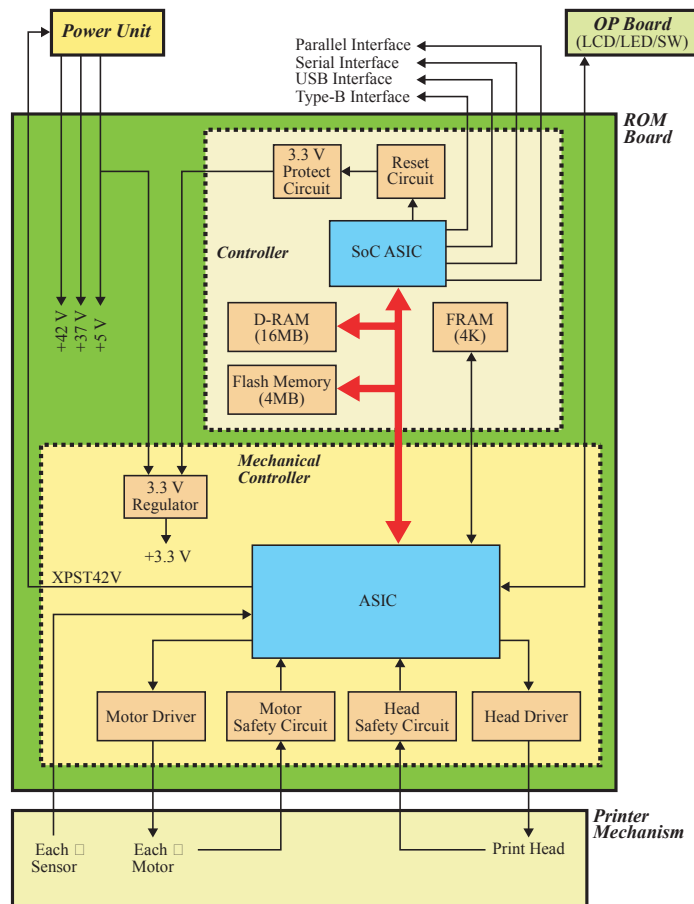 Power Unit
OP Board
(LCD/LED/SW)
Parallel Interface
Serial Interface
USB Interface
Type-B Interface
ROM
Board
3.3 V
Protect
Circuit
Reset
Circuit
Controller
SoC ASIC
+42 V
+37 V
+5 V
D-RAM
(16MB)
FRAM
(4K)
Flash Memory
(4MB)
Mechanical
Controller
3.3 V
Regulator
+3.3 V
XPST42V
ASIC
Motor Driver
Motor
Safety Circuit
Head
Safety Circuit
Head Driver
Printer
Mechanism
Each □
Sensor
Each □
Motor
Print Head